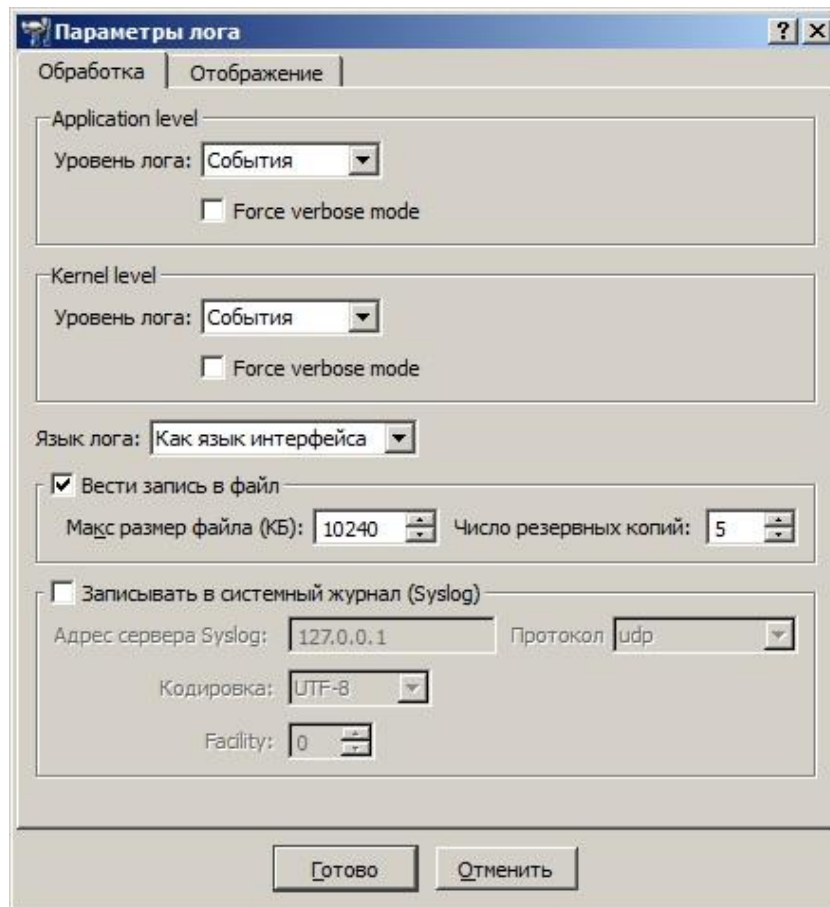 Параметры лога
Обработка Отображение
Application level
Уровень лога: События
Force verbose mode
Kernel level
Уровень лога: События
Force verbose mode
Язык лога: Как язык интерфейса
Вести запись в файл
Макс размер файла (КБ): 10240 Число резервных копий: 5
Записывать в системный журнал (Syslog)
Адрес сервера Syslog: 127.0.0.1 Протокол udp
Кодировка: UTF-8
Facility: 0
Готово Отменить